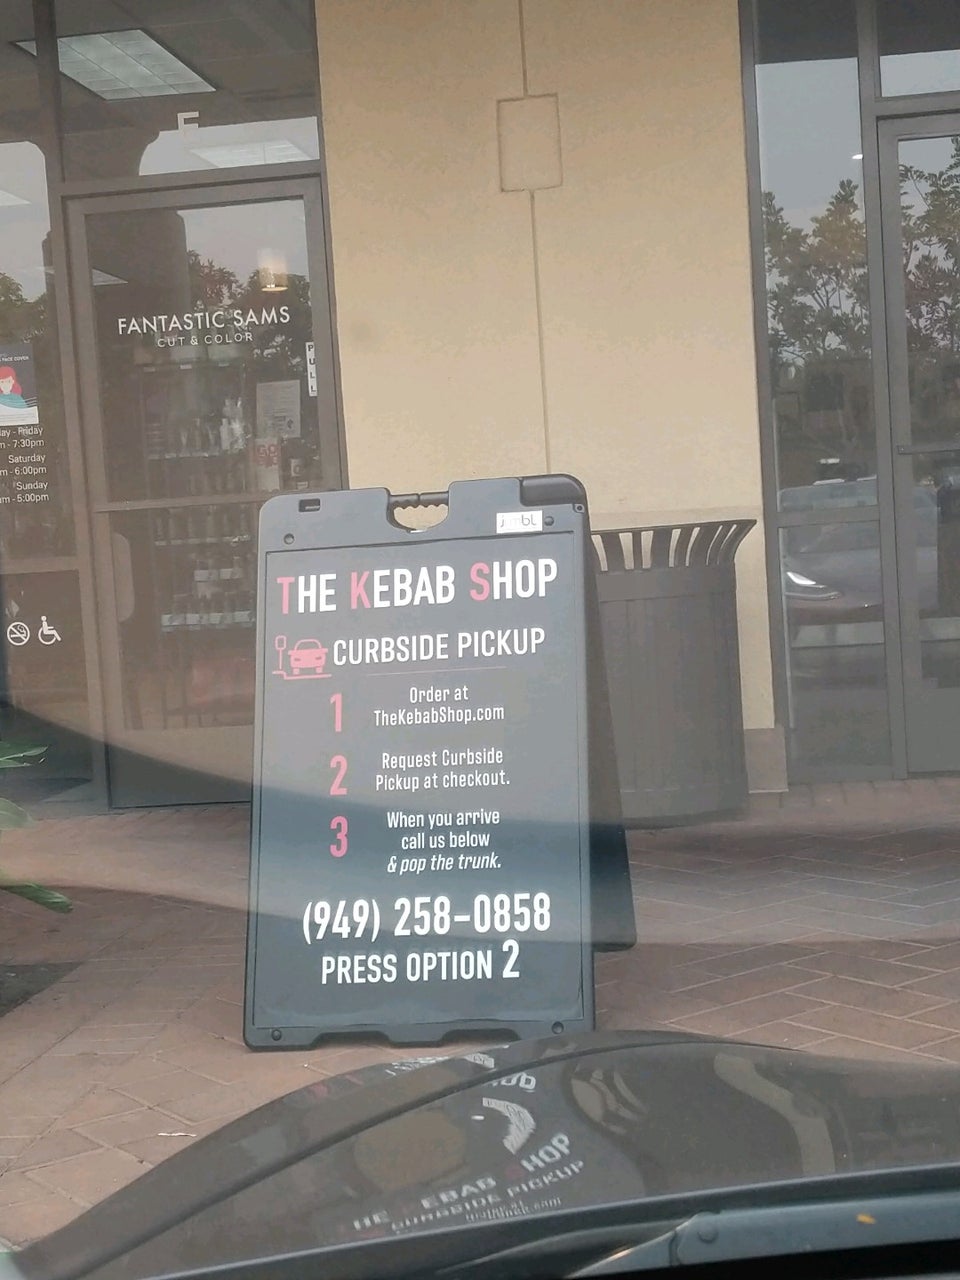 E
FANTASTIC SAMS
CUT & COLOR
PULL
FACE COVER
ay - Friday
m - 7:30pm
Saturday
m - 6:00pm
Sunday
am - 5:00pm
THE KEBAB SHOP
CURBSIDE PICKUP
1 Order at
TheKebabShop.com
2 Request Curbside
Pickup at checkout.
3 When you arrive
call us below
& pop the trunk.
(949) 258-0858
PRESS OPTION 2